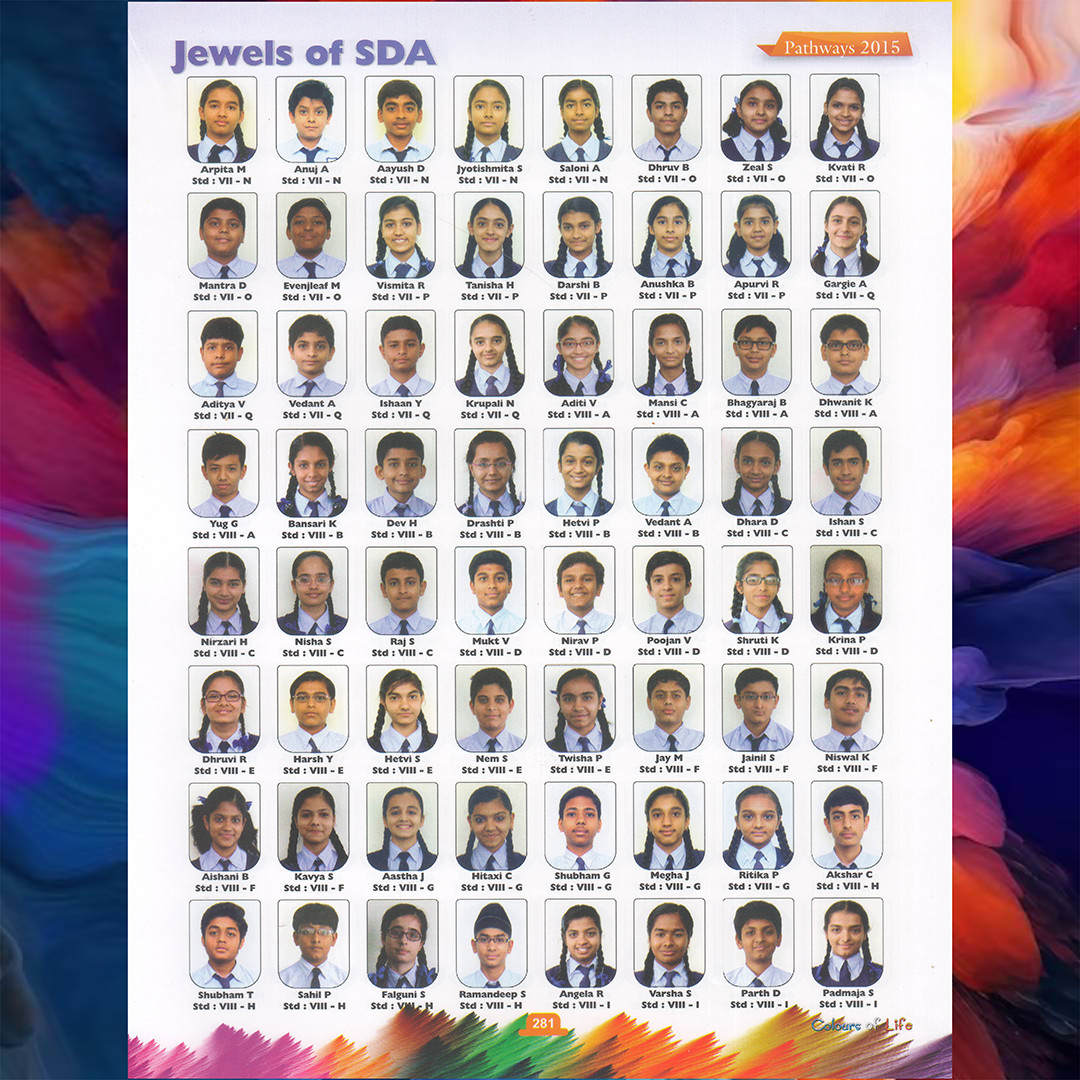 Jewels of SDA
Pathways 2015
Arpita M Anuj A Aayush D Jyotishmita S Saloni A Dhruv B Zeal S Kvati R
Std : VII - N Std : VII - N Std : VII - N Std : VII - N Std : VII - N Std : VII - O Std : VII - O Std : VII - O
Mantra D Evenjleaf M Vismita R Tanisha H Darshi B Anushka B Apurvi R Gargie A
Std : VII - O Std : VII - O Std : VII - P Std : VII - P Std : VII - P Std : VII - P Std : VII - P Std : VII - Q
Aditya V Vedant A Ishaan Y Krupali N Aditi V Mansi C Bhagyaraj B Dhwanit K
Std : VII - Q Std : VII - Q Std : VII - Q Std : VII - Q Std : VIII - A Std : VIII - A Std : VIII - A Std : VIII - A
Yug G Bansari K Dev H Drashti P Hetvi P Vedant A Dhara D Ishan S
Std : VIII - A Std : VIII - B Std : VIII - B Std : VIII - B Std : VIII - B Std : VIII - B Std : VIII - C Std : VIII - C
Nirzari H Nisha S Raj S Mukt V Nirav P Poojan V Shruti K Krina P
Std : VIII - C Std : VIII - C Std : VIII - C Std : VIII - D Std : VIII - D Std : VIII - D Std : VIII - D Std : VIII - D
Dhruvi R Harsh Y Hetvi S Nem S Twisha P Jay M Jainil S Niswal K
Std : VIII - E Std : VIII - E Std : VIII - E Std : VIII - E Std : VIII - E Std : VIII - F Std : VIII - F Std : VIII - F
Aishani B Kavya S Aastha J Hitaxi C Shubham G Megha J Ritika P Akshar C
Std : VIII - F Std : VIII - F Std : VIII - G Std : VIII - G Std : VIII - G Std : VIII - G Std : VIII - G Std : VIII - H
Shubham T Sahil P Falguni S Ramandeep S Angela R Varsha S Parth D Padmaja S
Std : VIII - H Std : VIII - H Std : VIII - H Std : VIII - H Std : VIII - I Std : VIII - I Std : VIII - I Std : VIII - I
281
Colours of Life